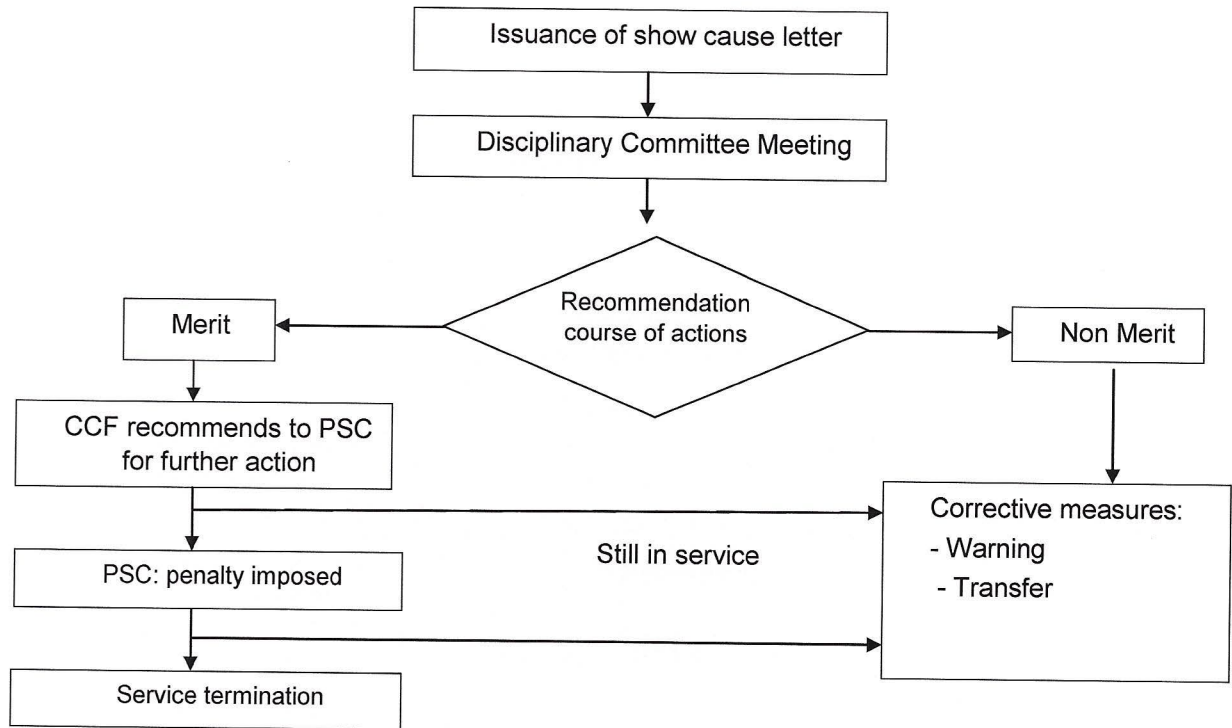 Issuance of show cause letter
Disciplinary Committee Meeting
Recommendation
course of actions
Merit
Non Merit
CCF recommends to PSC
for further action
Corrective measures:
- Warning
- Transfer
Still in service
PSC: penalty imposed
Service termination